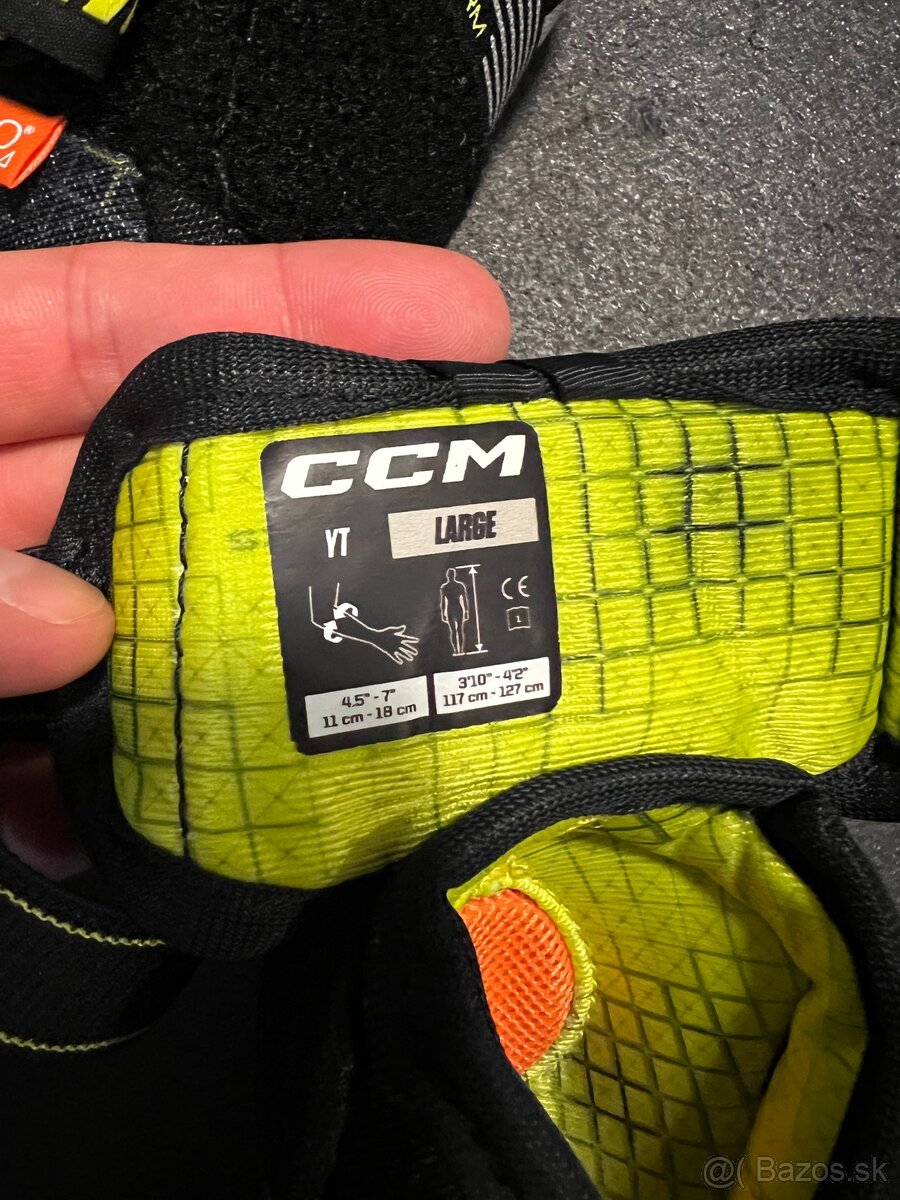 CCM
YT LARGE
CE
1
4.5" - 7"
11 cm - 18 cm
3'10" - 4'2"
117 cm - 127 cm
@( Bazos.sk